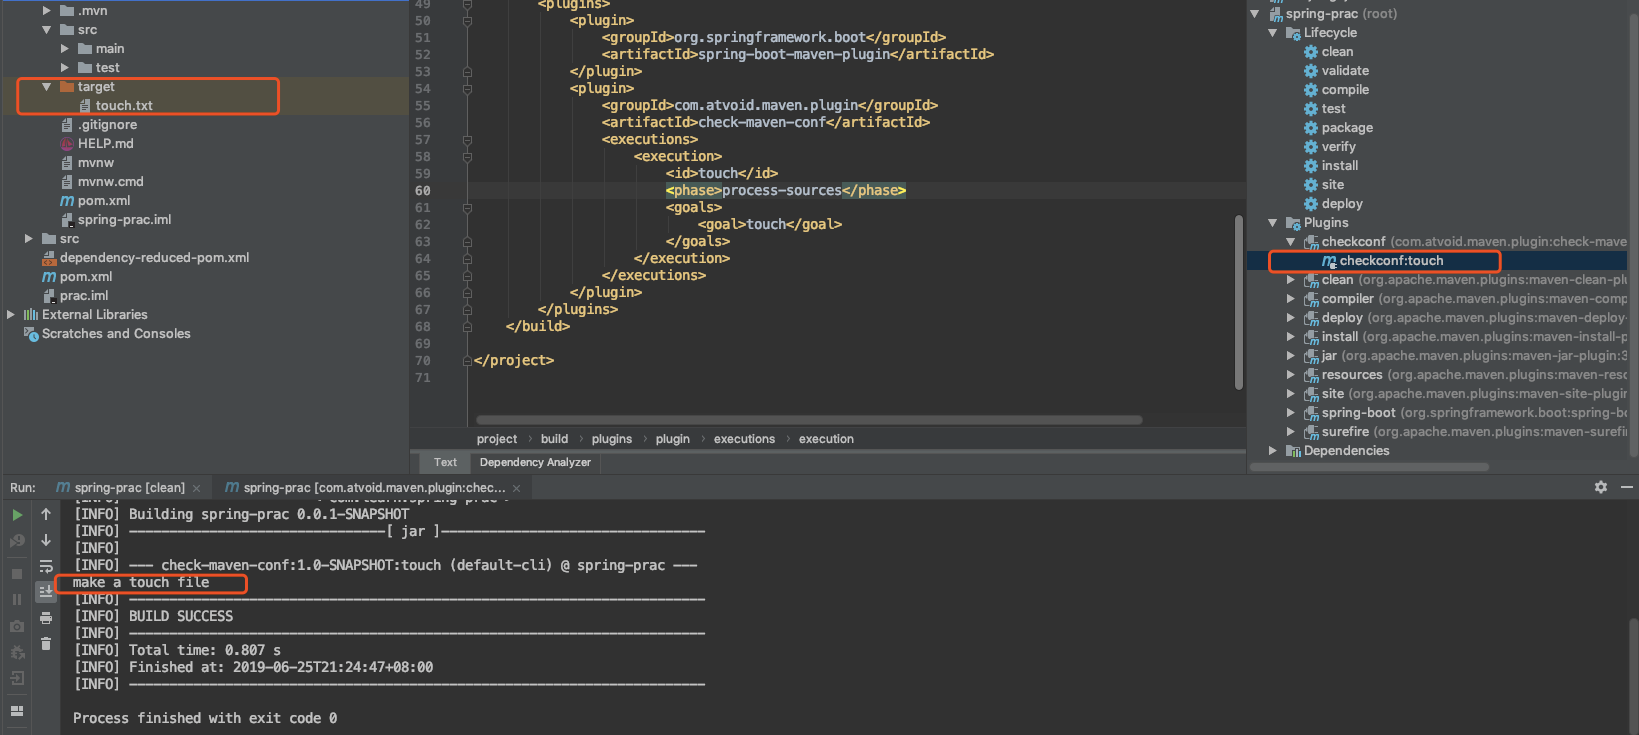 .mvn
src
main
test
target
touch.txt
.gitignore
HELP.md
mvnw
mvnw.cmd
pom.xml
spring-prac.iml
src
dependency-reduced-pom.xml
pom.xml
prac.iml
External Libraries
Scratches and Consoles
49 <plugins>
50 <plugin>
51 <groupId>org.springframework.boot</groupId>
52 <artifactId>spring-boot-maven-plugin</artifactId>
53 </plugin>
54 <plugin>
55 <groupId>com.atvoid.maven.plugin</groupId>
56 <artifactId>check-maven-conf</artifactId>
57 <executions>
58 <execution>
59 <id>touch</id>
60 <phase>process-sources</phase>
61 <goals>
62 <goal>touch</goal>
63 </goals>
64 </execution>
65 </executions>
66 </plugin>
67 </plugins>
68 </build>
69
70 </project>
71
project › build › plugins › plugin › executions › execution
Text Dependency Analyzer
spring-prac (root)
Lifecycle
clean
validate
compile
test
package
verify
install
site
deploy
Plugins
checkconf (com.atvoid.maven.plugin:check-mave
checkconf:touch
clean (org.apache.maven.plugins:maven-clean-plu
compiler (org.apache.maven.plugins:maven-comp
deploy (org.apache.maven.plugins:maven-deploy-
install (org.apache.maven.plugins:maven-install-p
jar (org.apache.maven.plugins:maven-jar-plugin:3
resources (org.apache.maven.plugins:maven-reso
site (org.apache.maven.plugins:maven-site-plugin
spring-boot (org.springframework.boot:spring-bo
surefire (org.apache.maven.plugins:maven-surefi
Dependencies
Run: spring-prac [clean] × spring-prac [com.atvoid.maven.plugin:chec... ×
[INFO] Building spring-prac 0.0.1-SNAPSHOT
[INFO] --------------------------------[ jar ]---------------------------------
[INFO]
[INFO] --- check-maven-conf:1.0-SNAPSHOT:touch (default-cli) @ spring-prac ---
make a touch file
[INFO] ------------------------------------------------------------------------
[INFO] BUILD SUCCESS
[INFO] ------------------------------------------------------------------------
[INFO] Total time: 0.807 s
[INFO] Finished at: 2019-06-25T21:24:47+08:00
[INFO] ------------------------------------------------------------------------
Process finished with exit code 0